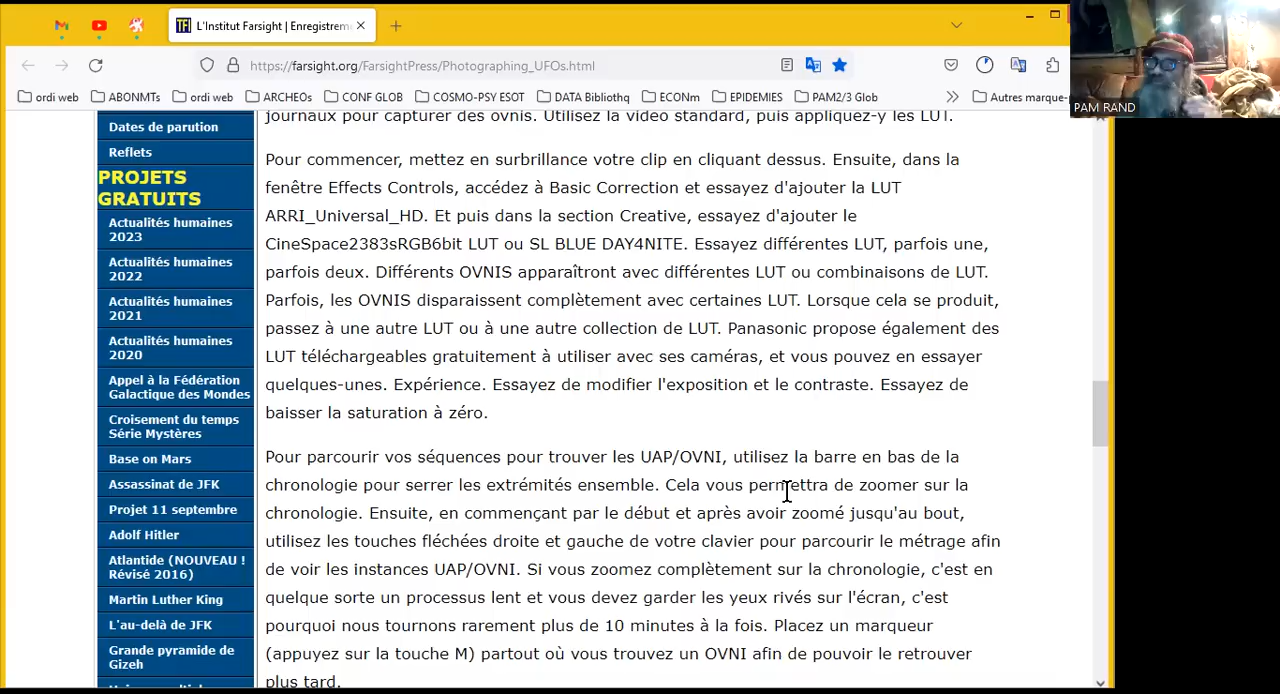 L'Institut Farsight | Enregistreme
https://farsight.org/FarsightPress/Photographing_UFOs.html
ordi web ABONMTs ordi web ARCHEOs CONF GLOB COSMO-PSY ESOT DATA Bibliothq ECONm EPIDEMIES PAM2/3 Glob Autres marque-
PAM RAND
Dates de parution
Reflets
PROJETS
GRATUITS
Actualités humaines
2023
Actualités humaines
2022
Actualités humaines
2021
Actualités humaines
2020
Appel à la Fédération
Galactique des Mondes
Croisement du temps
Série Mystères
Base on Mars
Assassinat de JFK
Projet 11 septembre
Adolf Hitler
Atlantide (NOUVEAU !
Révisé 2016)
Martin Luther King
L'au-delà de JFK
Grande pyramide de
Gizeh
journaux pour capturer des ovnis. Utilisez la vidéo standard, puis appliquez-y les LUT.
Pour commencer, mettez en surbrillance votre clip en cliquant dessus. Ensuite, dans la
fenêtre Effects Controls, accédez à Basic Correction et essayez d'ajouter la LUT
ARRI_Universal_HD. Et puis dans la section Creative, essayez d'ajouter le
CineSpace2383sRGB6bit LUT ou SL BLUE DAY4NITE. Essayez différentes LUT, parfois une,
parfois deux. Différents OVNIS apparaîtront avec différentes LUT ou combinaisons de LUT.
Parfois, les OVNIS disparaissent complètement avec certaines LUT. Lorsque cela se produit,
passez à une autre LUT ou à une autre collection de LUT. Panasonic propose également des
LUT téléchargeables gratuitement à utiliser avec ses caméras, et vous pouvez en essayer
quelques-unes. Expérience. Essayez de modifier l'exposition et le contraste. Essayez de
baisser la saturation à zéro.
Pour parcourir vos séquences pour trouver les UAP/OVNI, utilisez la barre en bas de la
chronologie pour serrer les extrémités ensemble. Cela vous permettra de zoomer sur la
chronologie. Ensuite, en commençant par le début et après avoir zoomé jusqu'au bout,
utilisez les touches fléchées droite et gauche de votre clavier pour parcourir le métrage afin
de voir les instances UAP/OVNI. Si vous zoomez complètement sur la chronologie, c'est en
quelque sorte un processus lent et vous devez garder les yeux rivés sur l'écran, c'est
pourquoi nous tournons rarement plus de 10 minutes à la fois. Placez un marqueur
(appuyez sur la touche M) partout où vous trouvez un OVNI afin de pouvoir le retrouver
plus tard.